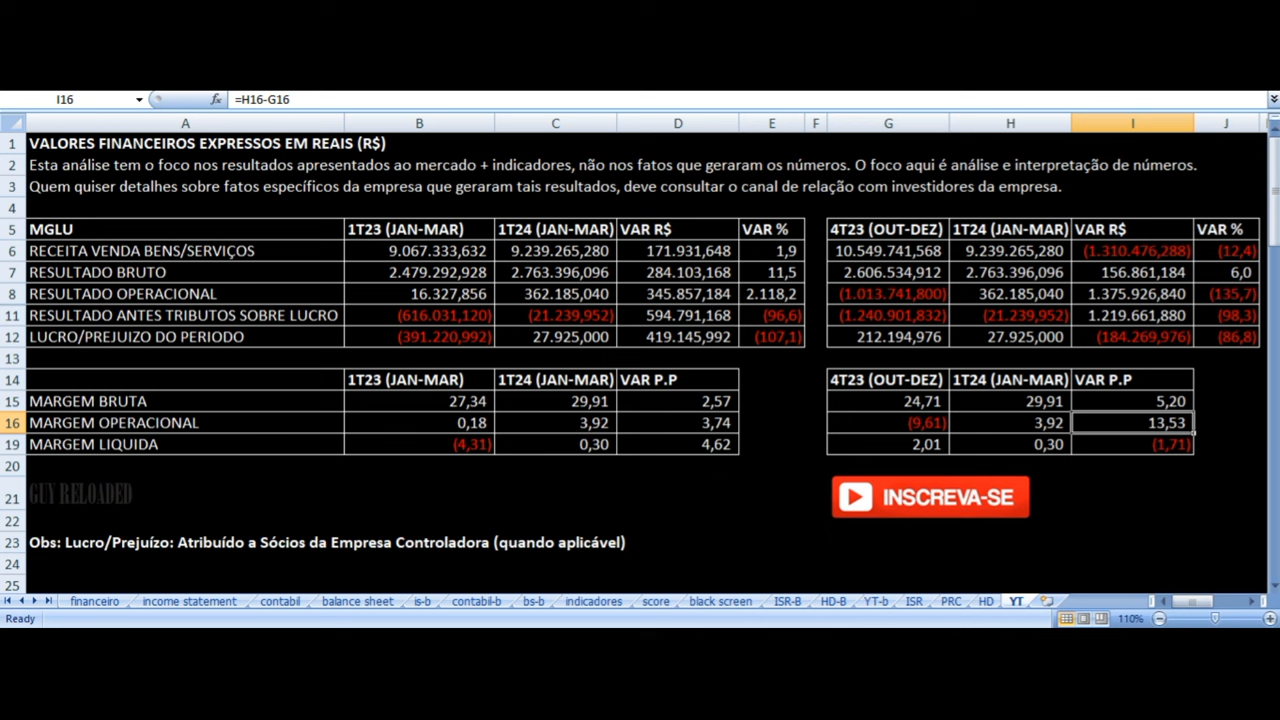 I16 fx =H16-G16
A B C D E F G H I J
1 VALORES FINANCEIROS EXPRESSOS EM REAIS (R$)
2 Esta análise tem o foco nos resultados apresentados ao mercado + indicadores, não nos fatos que geraram os números. O foco aqui é análise e interpretação de números.
3 Quem quiser detalhes sobre fatos específicos da empresa que geraram tais resultados, deve consultar o canal de relação com investidores da empresa.
4
5 MGLU 1T23 (JAN-MAR) 1T24 (JAN-MAR) VAR R$ VAR % 4T23 (OUT-DEZ) 1T24 (JAN-MAR) VAR R$ VAR %
6 RECEITA VENDA BENS/SERVIÇOS 9.067.333,632 9.239.265,280 171.931,648 1,9 10.549.741,568 9.239.265,280 (1.310.476,288) (12,4)
7 RESULTADO BRUTO 2.479.292,928 2.763.396,096 284.103,168 11,5 2.606.534,912 2.763.396,096 156.861,184 6,0
8 RESULTADO OPERACIONAL 16.327,856 362.185,040 345.857,184 2.118,2 (1.013.741,800) 362.185,040 1.375.926,840 (135,7)
11 RESULTADO ANTES TRIBUTOS SOBRE LUCRO (616.031,120) (21.239,952) 594.791,168 (96,6) (1.240.901,832) (21.239,952) 1.219.661,880 (98,3)
12 LUCRO/PREJUIZO DO PERIODO (391.220,992) 27.925,000 419.145,992 (107,1) 212.194,976 27.925,000 (184.269,976) (86,8)
13
14 1T23 (JAN-MAR) 1T24 (JAN-MAR) VAR P.P 4T23 (OUT-DEZ) 1T24 (JAN-MAR) VAR P.P
15 MARGEM BRUTA 27,34 29,91 2,57 24,71 29,91 5,20
16 MARGEM OPERACIONAL 0,18 3,92 3,74 (9,61) 3,92 13,53
19 MARGEM LIQUIDA (4,31) 0,30 4,62 2,01 0,30 (1,71)
20
21 GUY RELOADED INSCREVA-SE
22
23 Obs: Lucro/Prejuízo: Atribuído a Sócios da Empresa Controladora (quando aplicável)
24
25
financeiro income statement contabil balance sheet is-b contabil-b bs-b indicadores score black screen ISR-B HD-B YT-b ISR PRC HD YT
Ready 110%